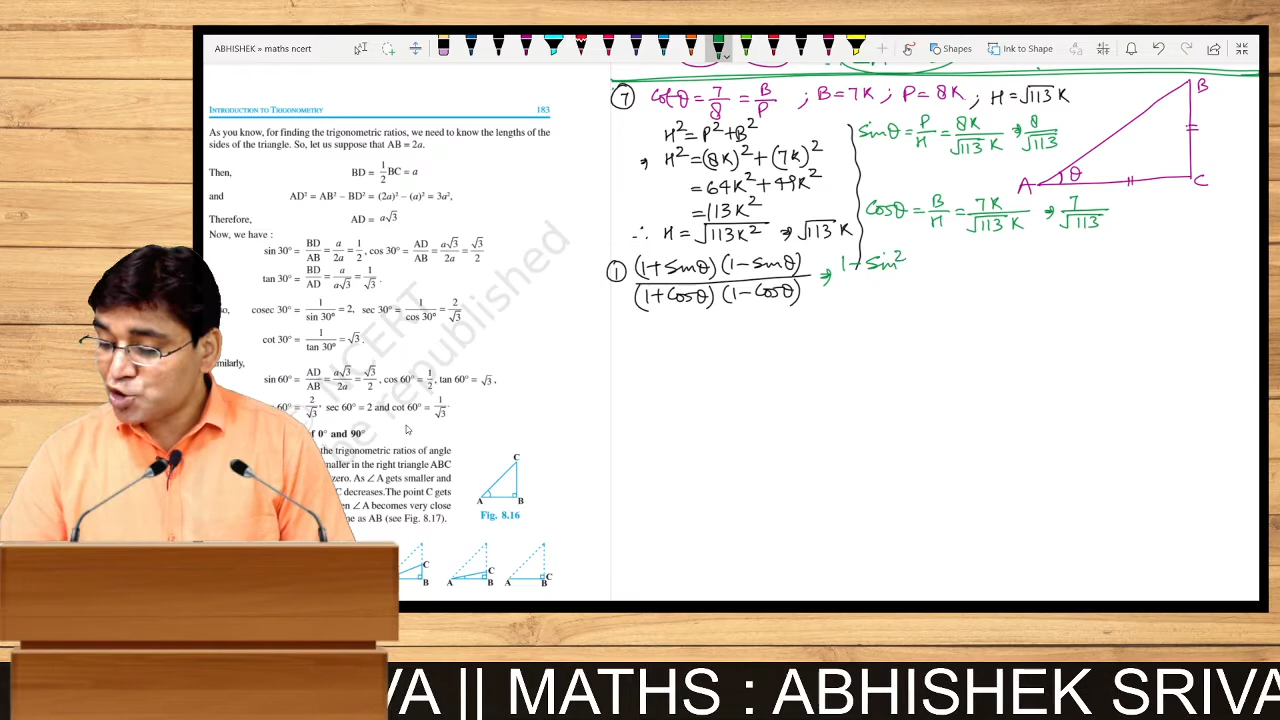 ABHISHEK » maths ncert
Shapes
Ink to Shape
INTRODUCTION TO TRIGONOMETRY 183
As you know, for finding the trigonometric ratios, we need to know the lengths of the
sides of the triangle. So, let us suppose that AB = 2a.
Then, BD = 1/2 BC = a
and AD² = AB² – BD² = (2a)² – (a)² = 3a²,
Therefore, AD = a√3
Now, we have :
sin 30° = BD/AB = a/2a = 1/2, cos 30° = AD/AB = a√3/2a = √3/2
tan 30° = BD/AD = a/a√3 = 1/√3 .
o, cosec 30° = 1/sin 30° = 2, sec 30° = 1/cos 30° = 2/√3
cot 30° = 1/tan 30° = √3 .
imilarly,
sin 60° = AD/AB = a√3/2a = √3/2, cos 60° = 1/2, tan 60° = √3 ,
60° = 2/√3, sec 60° = 2 and cot 60° = 1/√3 .
f 0° and 90°
the trigonometric ratios of angle
maller in the right triangle ABC
zero. As ∠ A gets smaller and
C decreases.The point C gets
en ∠ A becomes very close
me as AB (see Fig. 8.17).
C
A B
Fig. 8.16
C
B
C
A B
C
A B
NCERT
be republished
⑦ cotθ = 7/8 = B/P ; B = 7K ; P = 8K ; H = √113 K
H² = P² + B²
⇒ H² = (8K)² + (7K)²
= 64K² + 49K²
= 113K²
∴ H = √113K² ⇒ √113 K
① (1+Sinθ)(1−Sinθ)/(1+Cosθ)(1−Cosθ) ⇒ 1−Sin²
Sinθ = P/H = 8K/√113 K ⇒ 8/√113
Cosθ = B/H = 7K/√113 K ⇒ 7/√113
B
A θ C
VA || MATHS : ABHISHEK SRIVA